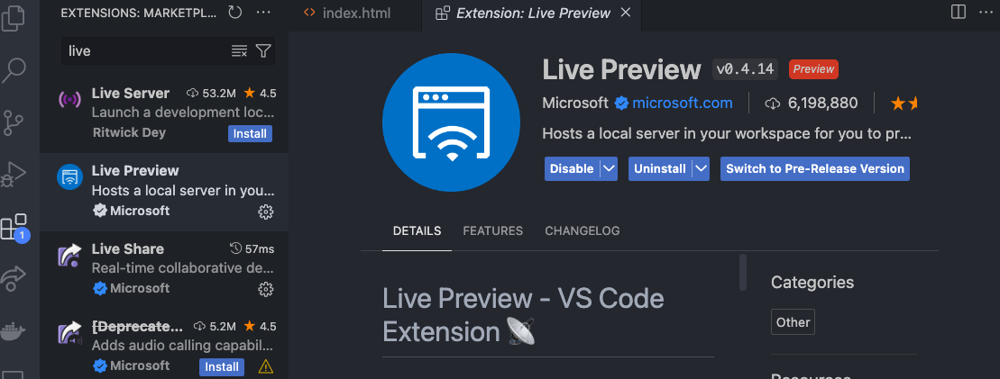 EXTENSIONS: MARKETPL...
index.html
Extension: Live Preview
live
Live Server 53.2M 4.5
Launch a development loc...
Ritwick Dey Install
Live Preview
Hosts a local server in you...
Microsoft
1
Live Share 57ms
Real-time collaborative de...
Microsoft
[Deprecate... 5.2M 4.5
Adds audio calling capabil...
Microsoft Install
Live Preview v0.4.14 Preview
Microsoft microsoft.com 6,198,880
Hosts a local server in your workspace for you to pr...
Disable Uninstall Switch to Pre-Release Version
DETAILS FEATURES CHANGELOG
Live Preview - VS Code
Extension
Categories
Other
Resources